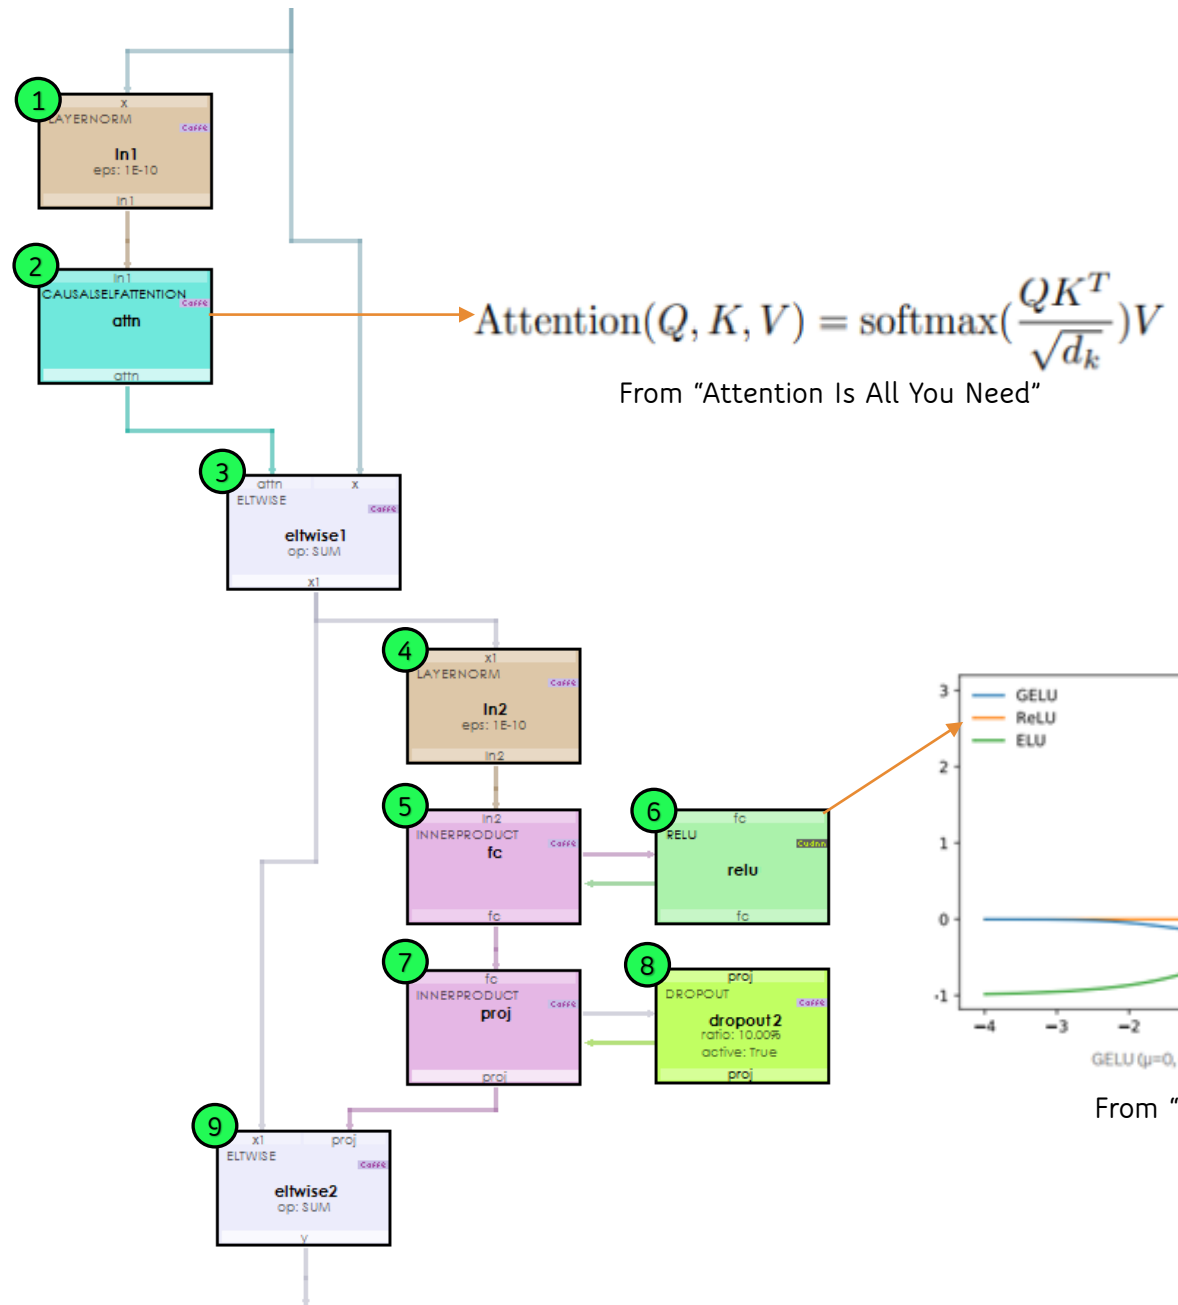 1
x
LAYERNORM
Caffe
ln1
eps: 1E-10
ln1
2
ln1
CAUSALSELFATTENTION
Caffe
attn
attn
Attention(Q, K, V) = softmax(\frac{QK^T}{\sqrt{d_k}})V
From “Attention Is All You Need”
3
attn x
ELTWISE
Caffe
eltwise1
op: SUM
x1
4
x1
LAYERNORM
Caffe
ln2
eps: 1E-10
ln2
5
ln2
INNERPRODUCT
Caffe
fc
fc
6
fc
RELU
Cudnn
relu
fc
3
2
1
0
-1
GELU
ReLU
ELU
-4 -3 -2
GELU (μ=0,
From “
7
fc
INNERPRODUCT
Caffe
proj
proj
8
proj
DROPOUT
Caffe
dropout2
ratio: 10.00%
active: True
proj
9
x1 proj
ELTWISE
Caffe
eltwise2
op: SUM
y